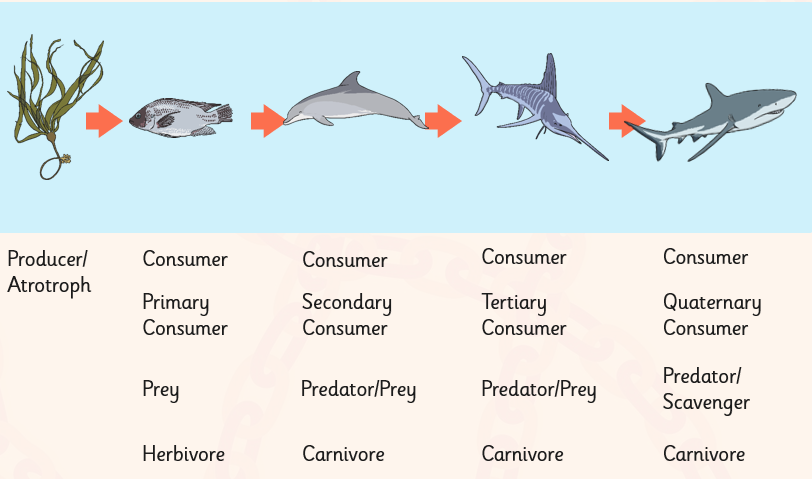 Producer/
Atrotroph
Consumer
Primary
Consumer
Prey
Herbivore
Consumer
Secondary
Consumer
Predator/Prey
Carnivore
Consumer
Tertiary
Consumer
Predator/Prey
Carnivore
Consumer
Quaternary
Consumer
Predator/
Scavenger
Carnivore